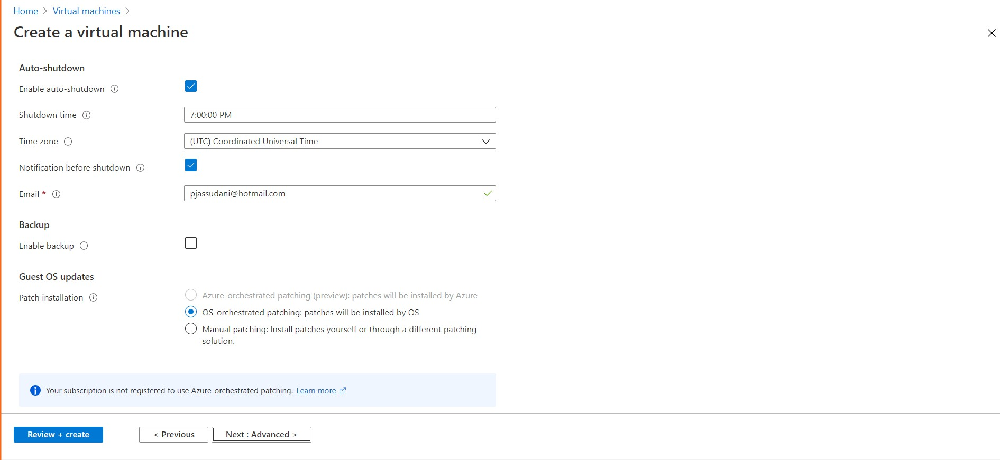 Home > Virtual machines >
Create a virtual machine
Auto-shutdown
Enable auto-shutdown
Shutdown time
7:00:00 PM
Time zone
(UTC) Coordinated Universal Time
Notification before shutdown
Email *
pjassudani@hotmail.com
Backup
Enable backup
Guest OS updates
Patch installation
Azure-orchestrated patching (preview): patches will be installed by Azure
OS-orchestrated patching: patches will be installed by OS
Manual patching: Install patches yourself or through a different patching
solution.
Your subscription is not registered to use Azure-orchestrated patching. Learn more
Review + create
< Previous
Next : Advanced >